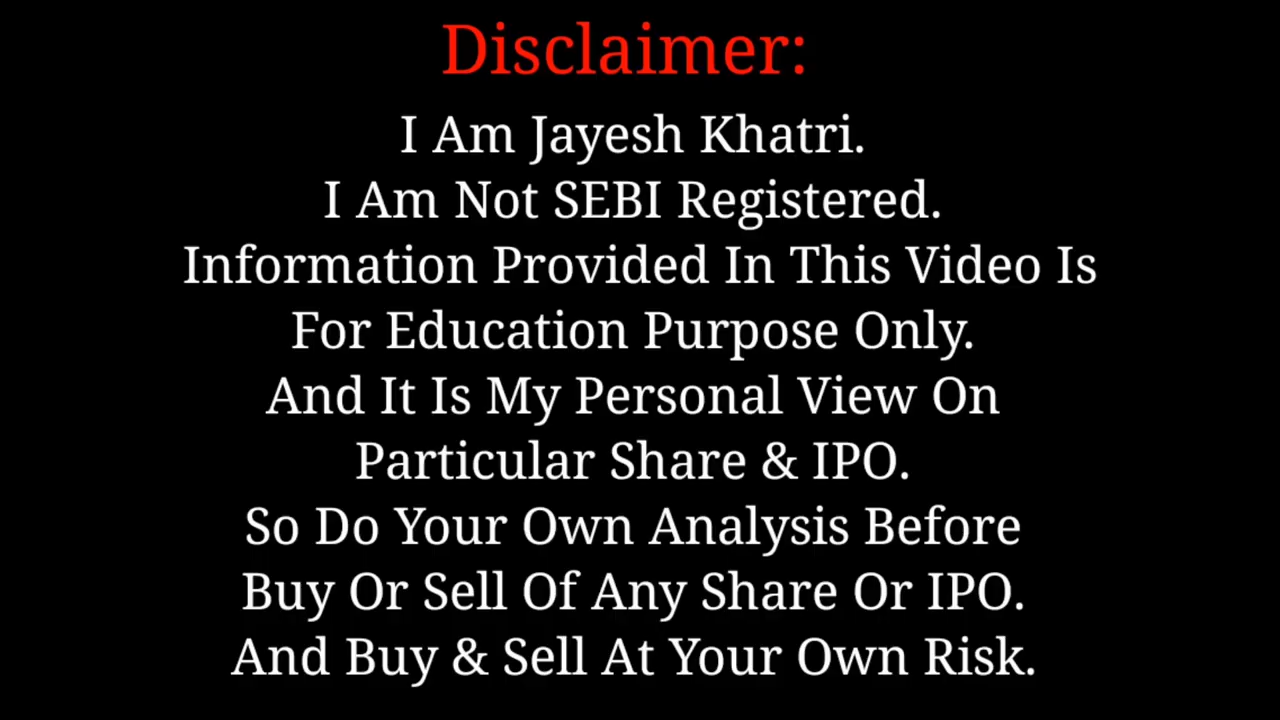 Disclaimer:
I Am Jayesh Khatri.
I Am Not SEBI Registered.
Information Provided In This Video Is
For Education Purpose Only.
And It Is My Personal View On
Particular Share & IPO.
So Do Your Own Analysis Before
Buy Or Sell Of Any Share Or IPO.
And Buy & Sell At Your Own Risk.